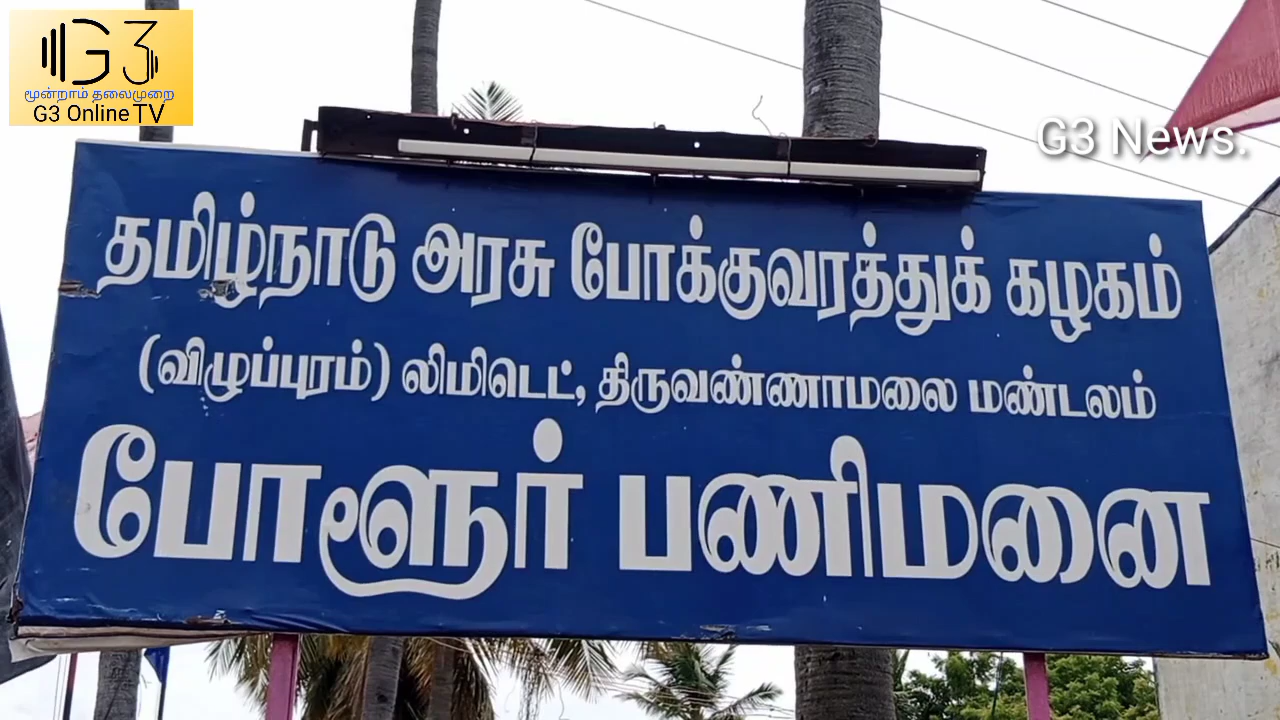 G3
மூன்றாம் தலைமுறை
G3 Online TV
G3 News.
தமிழ்நாடு அரசு போக்குவரத்துக் கழகம்
(விழுப்புரம்) லிமிடெட், திருவண்ணாமலை மண்டலம்
போளூர் பணிமனை